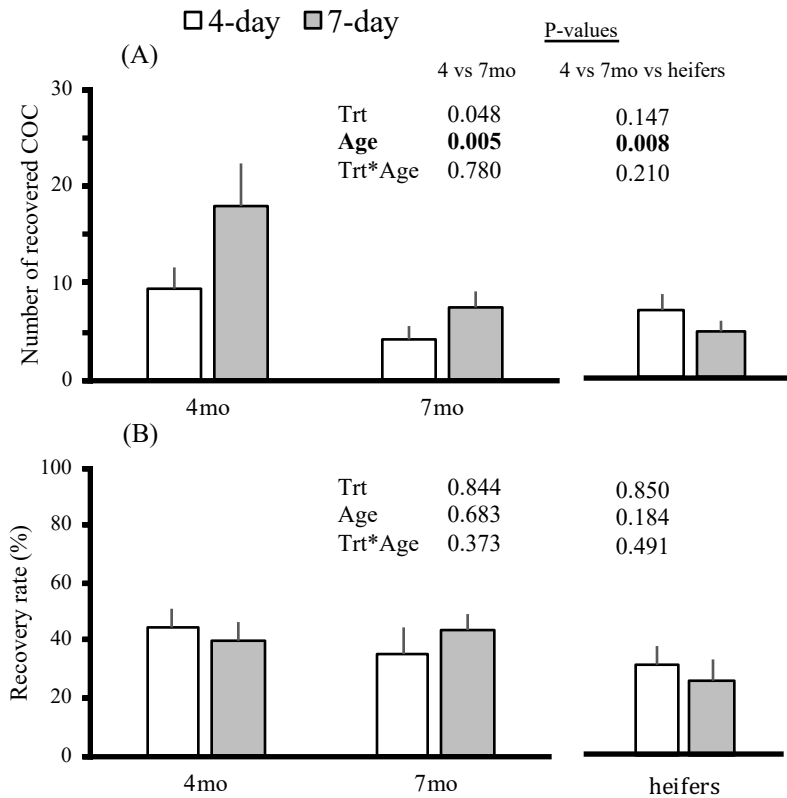 4-day 7-day
P-values
(A)
4 vs 7mo 4 vs 7mo vs heifers
Trt 0.048 0.147
Age 0.005 0.008
Trt*Age 0.780 0.210
Number of recovered COC
30
20
10
0
4mo 7mo
(B)
Trt 0.844 0.850
Age 0.683 0.184
Trt*Age 0.373 0.491
Recovery rate (%)
100
80
60
40
20
0
4mo 7mo heifers